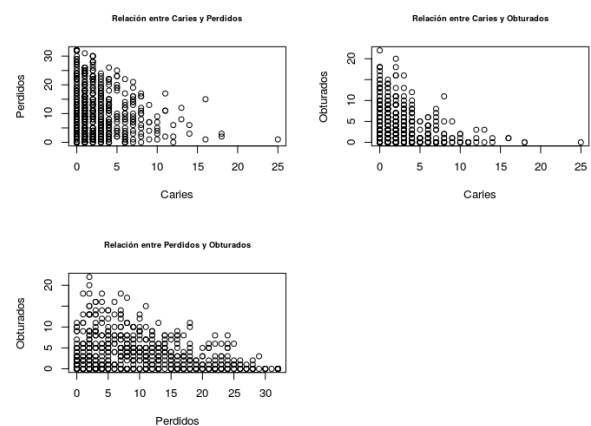 Relación entre Caries y Perdidos
Perdidos
0 10 20 30
0 5 10 15 20 25
Caries
Relación entre Caries y Obturados
Obturados
0 5 10 20
0 5 10 15 20 25
Caries
Relación entre Perdidos y Obturados
Obturados
0 5 10 20
0 5 10 15 20 25 30
Perdidos